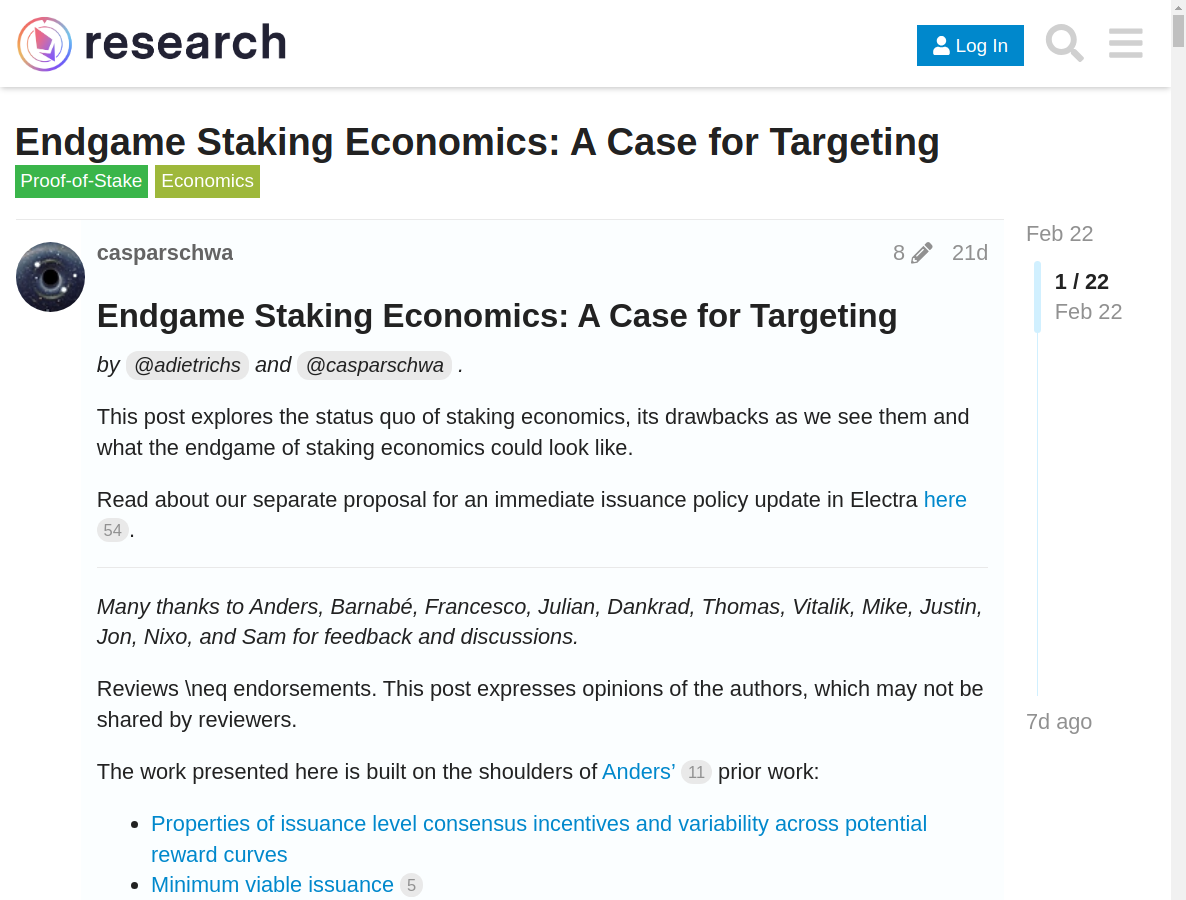 research
Log In
Endgame Staking Economics: A Case for Targeting
Proof-of-Stake Economics
casparschwa 8 21d
Endgame Staking Economics: A Case for Targeting
by @adietrichs and @casparschwa .
This post explores the status quo of staking economics, its drawbacks as we see them and
what the endgame of staking economics could look like.
Read about our separate proposal for an immediate issuance policy update in Electra here
54.
Many thanks to Anders, Barnabé, Francesco, Julian, Dankrad, Thomas, Vitalik, Mike, Justin,
Jon, Nixo, and Sam for feedback and discussions.
Reviews \neq endorsements. This post expresses opinions of the authors, which may not be
shared by reviewers.
The work presented here is built on the shoulders of Anders’ 11 prior work:
• Properties of issuance level consensus incentives and variability across potential
reward curves
• Minimum viable issuance 5
Feb 22
1 / 22
Feb 22
7d ago